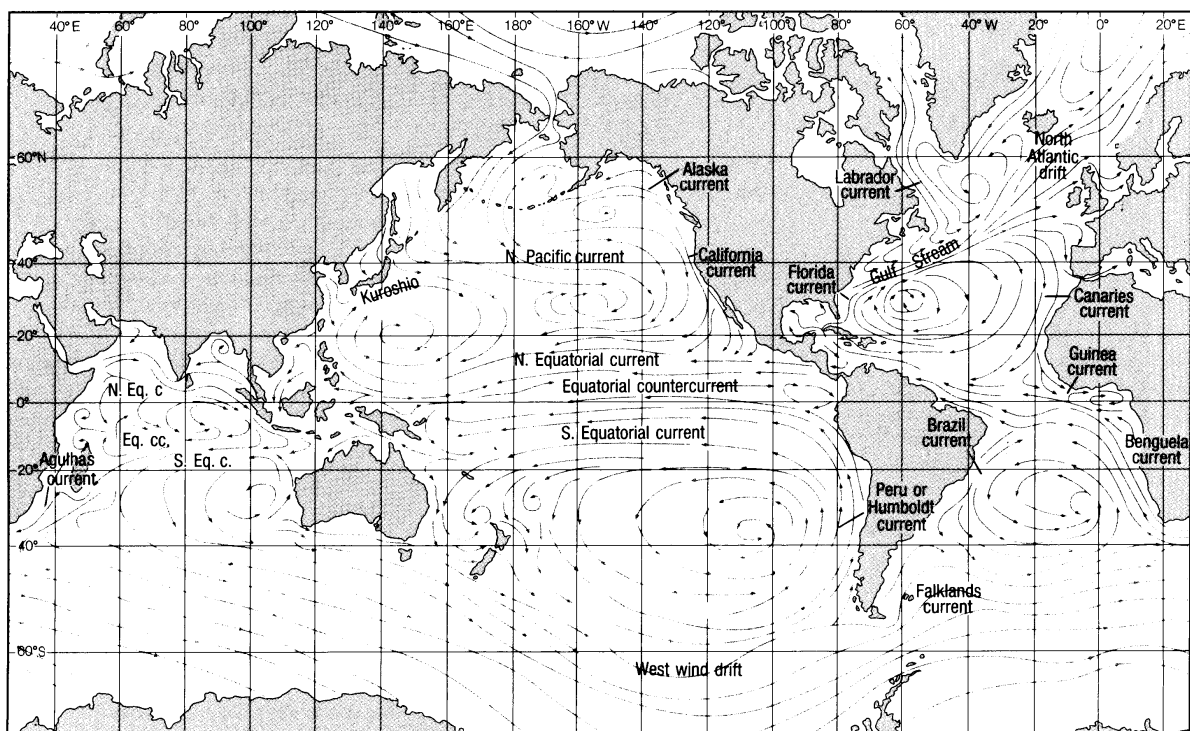 40° E 60° 80° 100° 120° 140° 160° 180° 160° 140° 120° 100° 80° 60° 40° W 20° 0° 20° E
60°N
North
Atlantic
drift
Alaska
current
Labrador
current
N. Pacific current
California
current
Gulf Stream
Florida
current
40°
Kuroshio
Canaries
current
20°
N. Equatorial current
Guinea
current
N. Eq. c
Equatorial countercurrent
0°
Eq. cc,
S. Equatorial current
Brazil
current
Benguela
current
S. Eq. c.
Agulhas
current
20°
Peru or
Humboldt
current
40°
Falklands
current
60°S
West wind drift